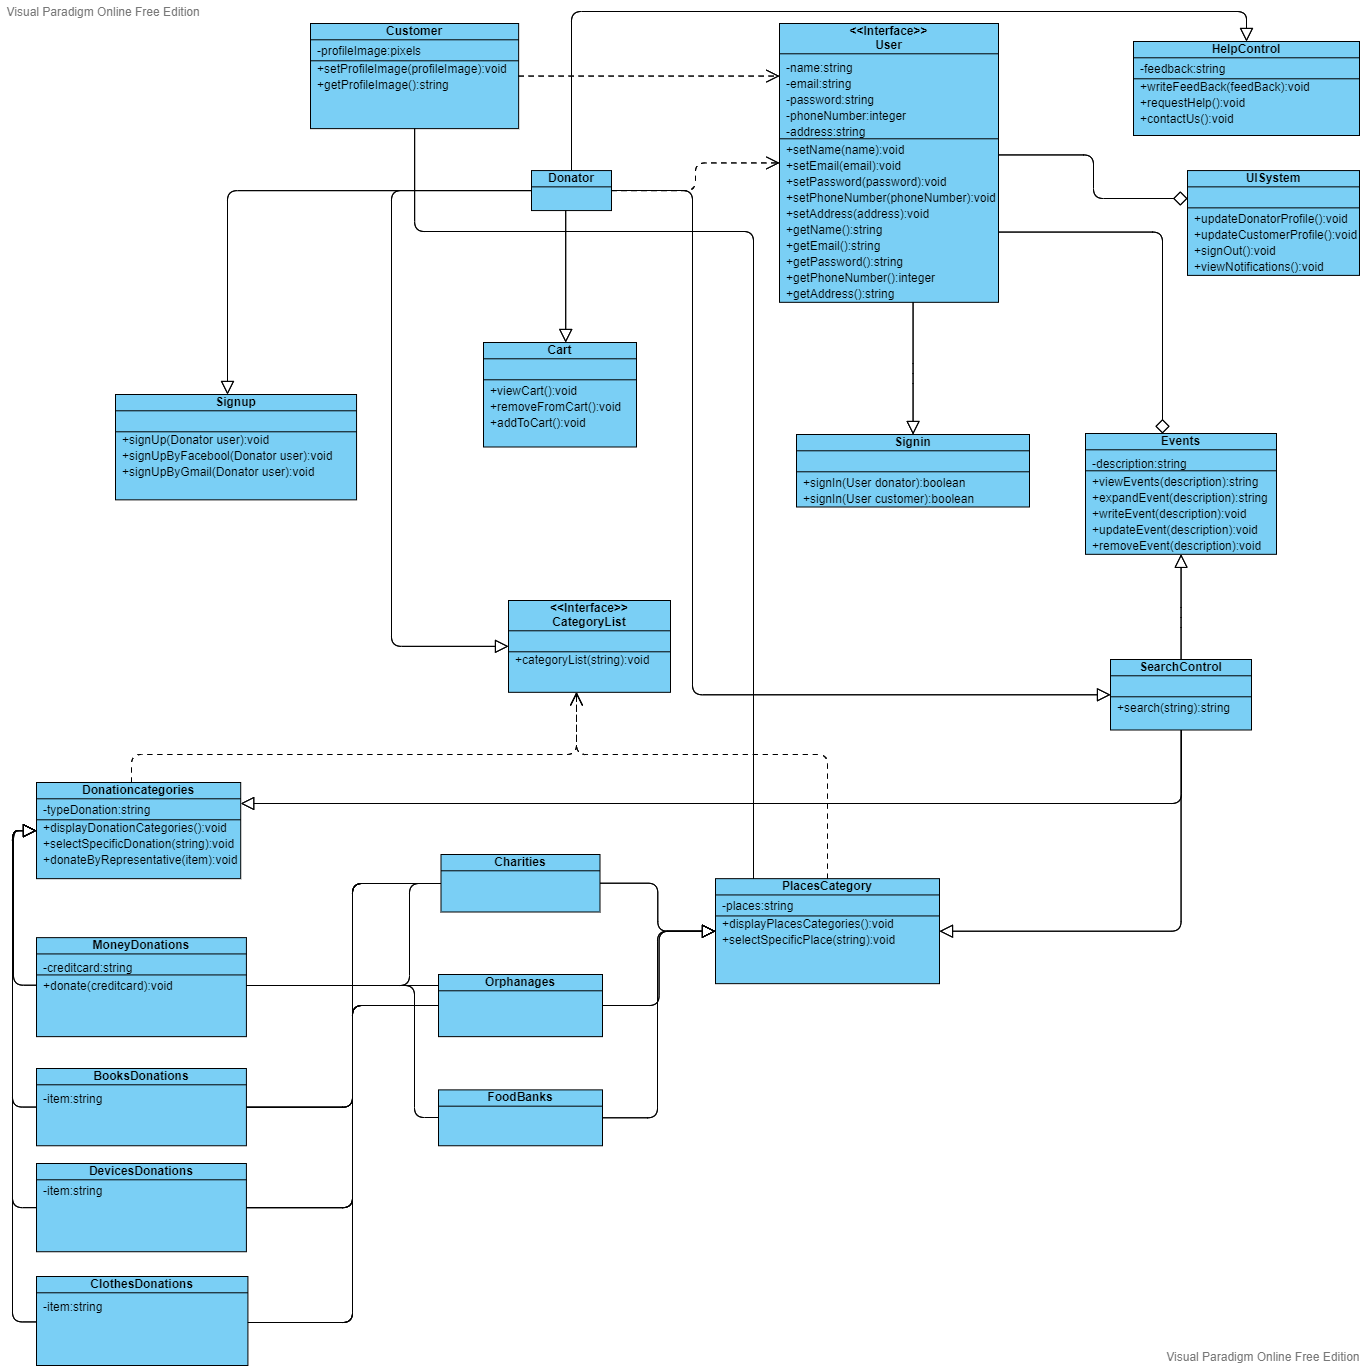 Visual Paradigm Online Free Edition
Customer
-profileImage:pixels
+setProfileImage(profileImage):void
+getProfileImage():string
<<Interface>>
User
-name:string
-email:string
-password:string
-phoneNumber:integer
-address:string
+setName(name):void
+setEmail(email):void
+setPassword(password):void
+setPhoneNumber(phoneNumber):void
+setAddress(address):void
+getName():string
+getEmail():string
+getPassword():string
+getPhoneNumber():integer
+getAddress():string
HelpControl
-feedback:string
+writeFeedBack(feedBack):void
+requestHelp():void
+contactUs():void
Donator
UISystem
+updateDonatorProfile():void
+updateCustomerProfile():void
+signOut():void
+viewNotifications():void
Cart
+viewCart():void
+removeFromCart():void
+addToCart():void
Signup
+signUp(Donator user):void
+signUpByFacebool(Donator user):void
+signUpByGmail(Donator user):void
Signin
+signIn(User donator):boolean
+signIn(User customer):boolean
Events
-description:string
+viewEvents(description):string
+expandEvent(description):string
+writeEvent(description):void
+updateEvent(description):void
+removeEvent(description):void
<<Interface>>
CategoryList
+categoryList(string):void
SearchControl
+search(string):string
Donationcategories
-typeDonation:string
+displayDonationCategories():void
+selectSpecificDonation(string):void
+donateByRepresentative(item):void
Charities
PlacesCategory
-places:string
+displayPlacesCategories():void
+selectSpecificPlace(string):void
MoneyDonations
-creditcard:string
+donate(creditcard):void
Orphanages
BooksDonations
-item:string
FoodBanks
DevicesDonations
-item:string
ClothesDonations
-item:string
Visual Paradigm Online Free Edition